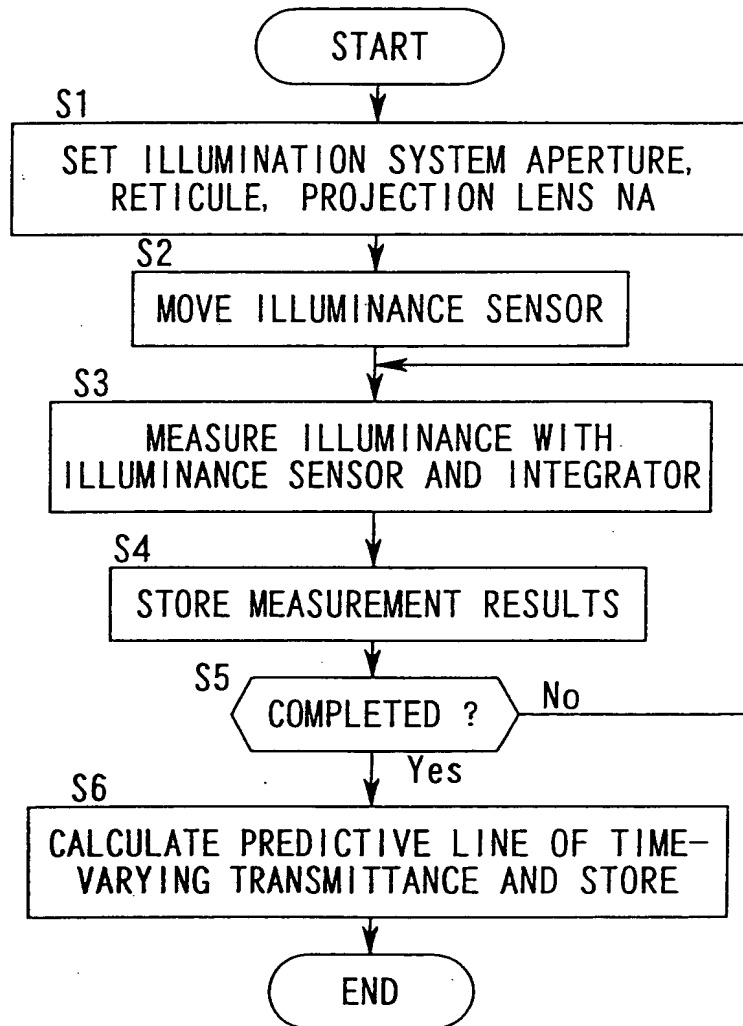 START
S1
SET ILLUMINATION SYSTEM APERTURE,
RETICULE, PROJECTION LENS NA
S2
MOVE ILLUMINANCE SENSOR
S3
MEASURE ILLUMINANCE WITH
ILLUMINANCE SENSOR AND INTEGRATOR
S4
STORE MEASUREMENT RESULTS
S5
COMPLETED ?
No
Yes
S6
CALCULATE PREDICTIVE LINE OF TIME-
VARYING TRANSMITTANCE AND STORE
END